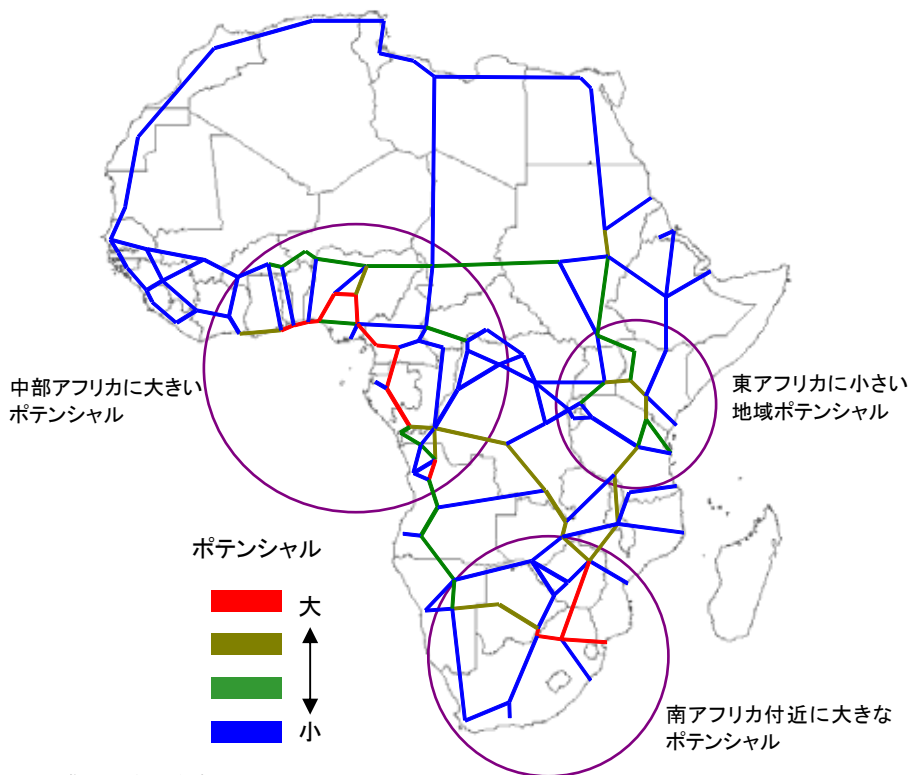 中部アフリカに大きい
ポテンシャル
東アフリカに小さい
地域ポテンシャル
ポテンシャル
大
小
南アフリカ付近に大きな
ポテンシャル